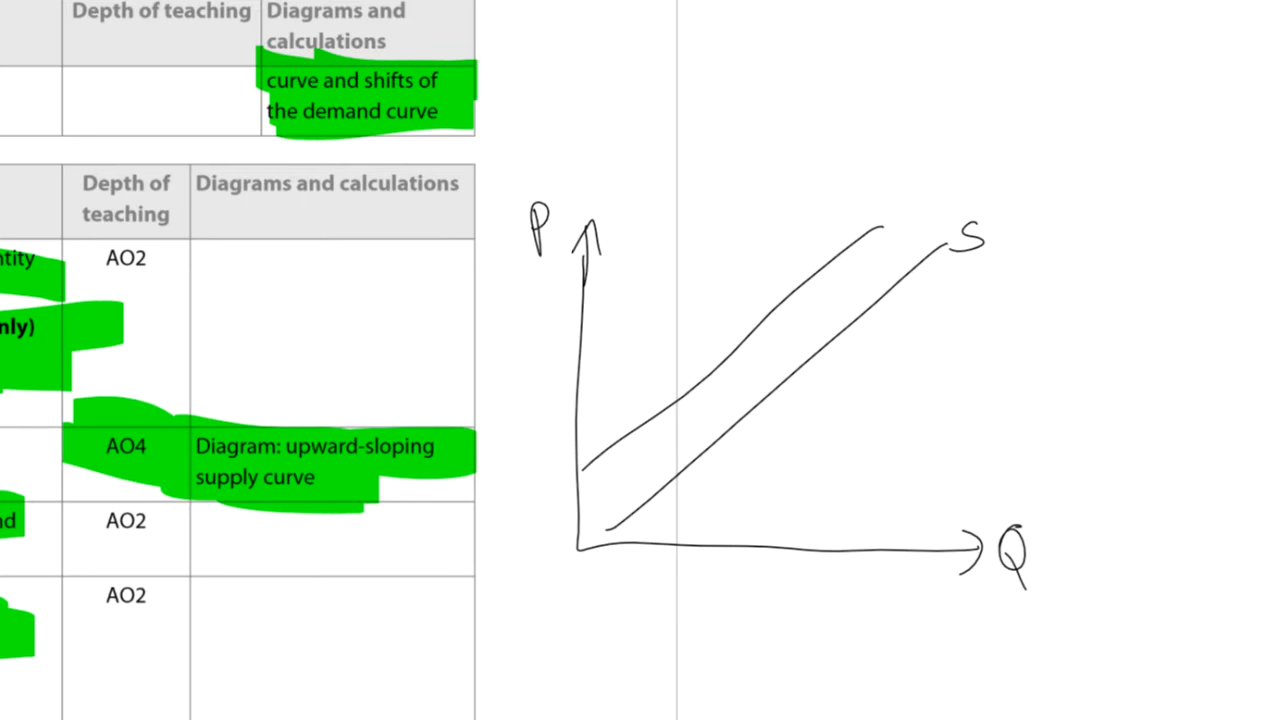 Depth of teaching
Diagrams and
calculations
curve and shifts of
the demand curve
Depth of
teaching
Diagrams and calculations
ntity
AO2
nly)
AO4
Diagram: upward-sloping
supply curve
nd
AO2
AO2
P
S
Q